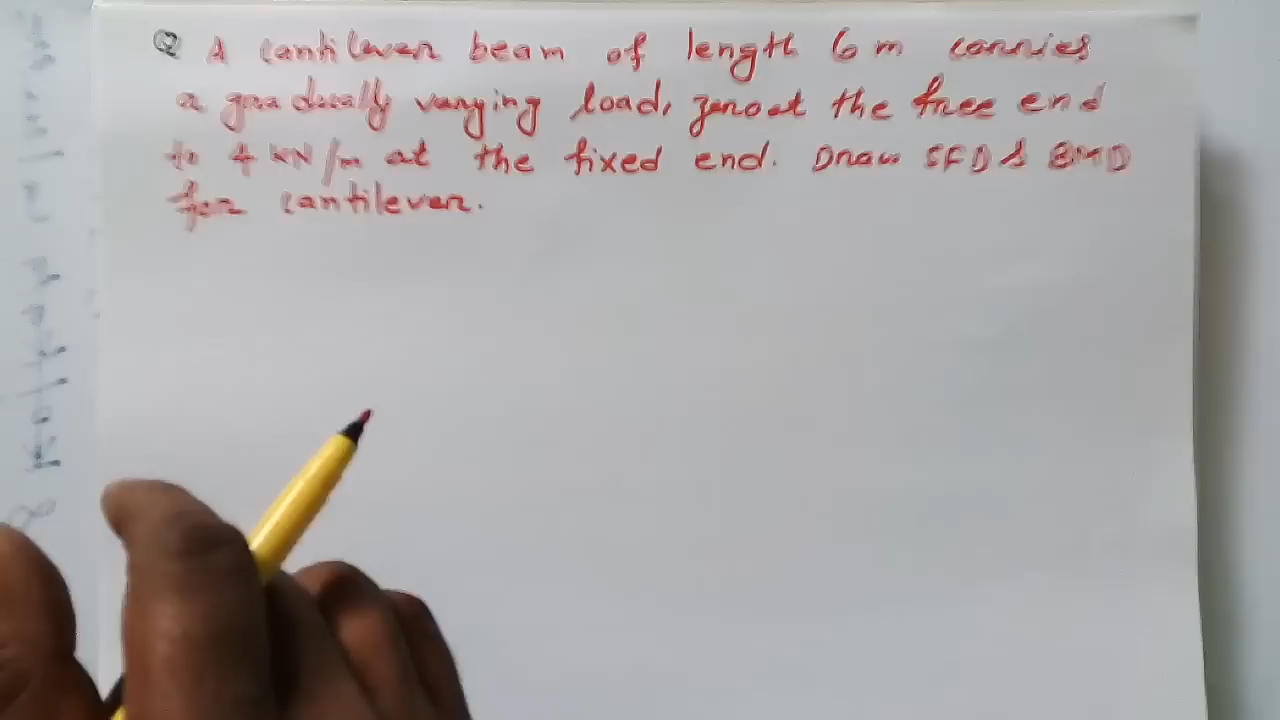 Q A cantilever beam of length 6 m carries
a gradually varying load, zero at the free end
to 4 kN/m at the fixed end. Draw SFD & BMD
for cantilever.